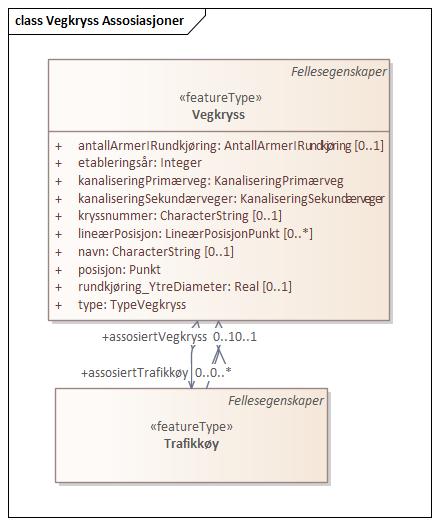 class Vegkryss Assosiasjoner
Fellesegenskaper
«featureType»
Vegkryss
+ antallArmerIRundkjøring: AntallArmerIRundkjøring [0..1]
+ etableringsår: Integer
+ kanaliseringPrimærveg: KanaliseringPrimærveg
+ kanaliseringSekundærveger: KanaliseringSekundærveger
+ kryssnummer: CharacterString [0..1]
+ lineærPosisjon: LineærPosisjonPunkt [0..*]
+ navn: CharacterString [0..1]
+ posisjon: Punkt
+ rundkjøring_YtreDiameter: Real [0..1]
+ type: TypeVegkryss
+assosiertVegkryss 0..10..1
+assosiertTrafikkøy 0..0..*
Fellesegenskaper
«featureType»
Trafikkøy